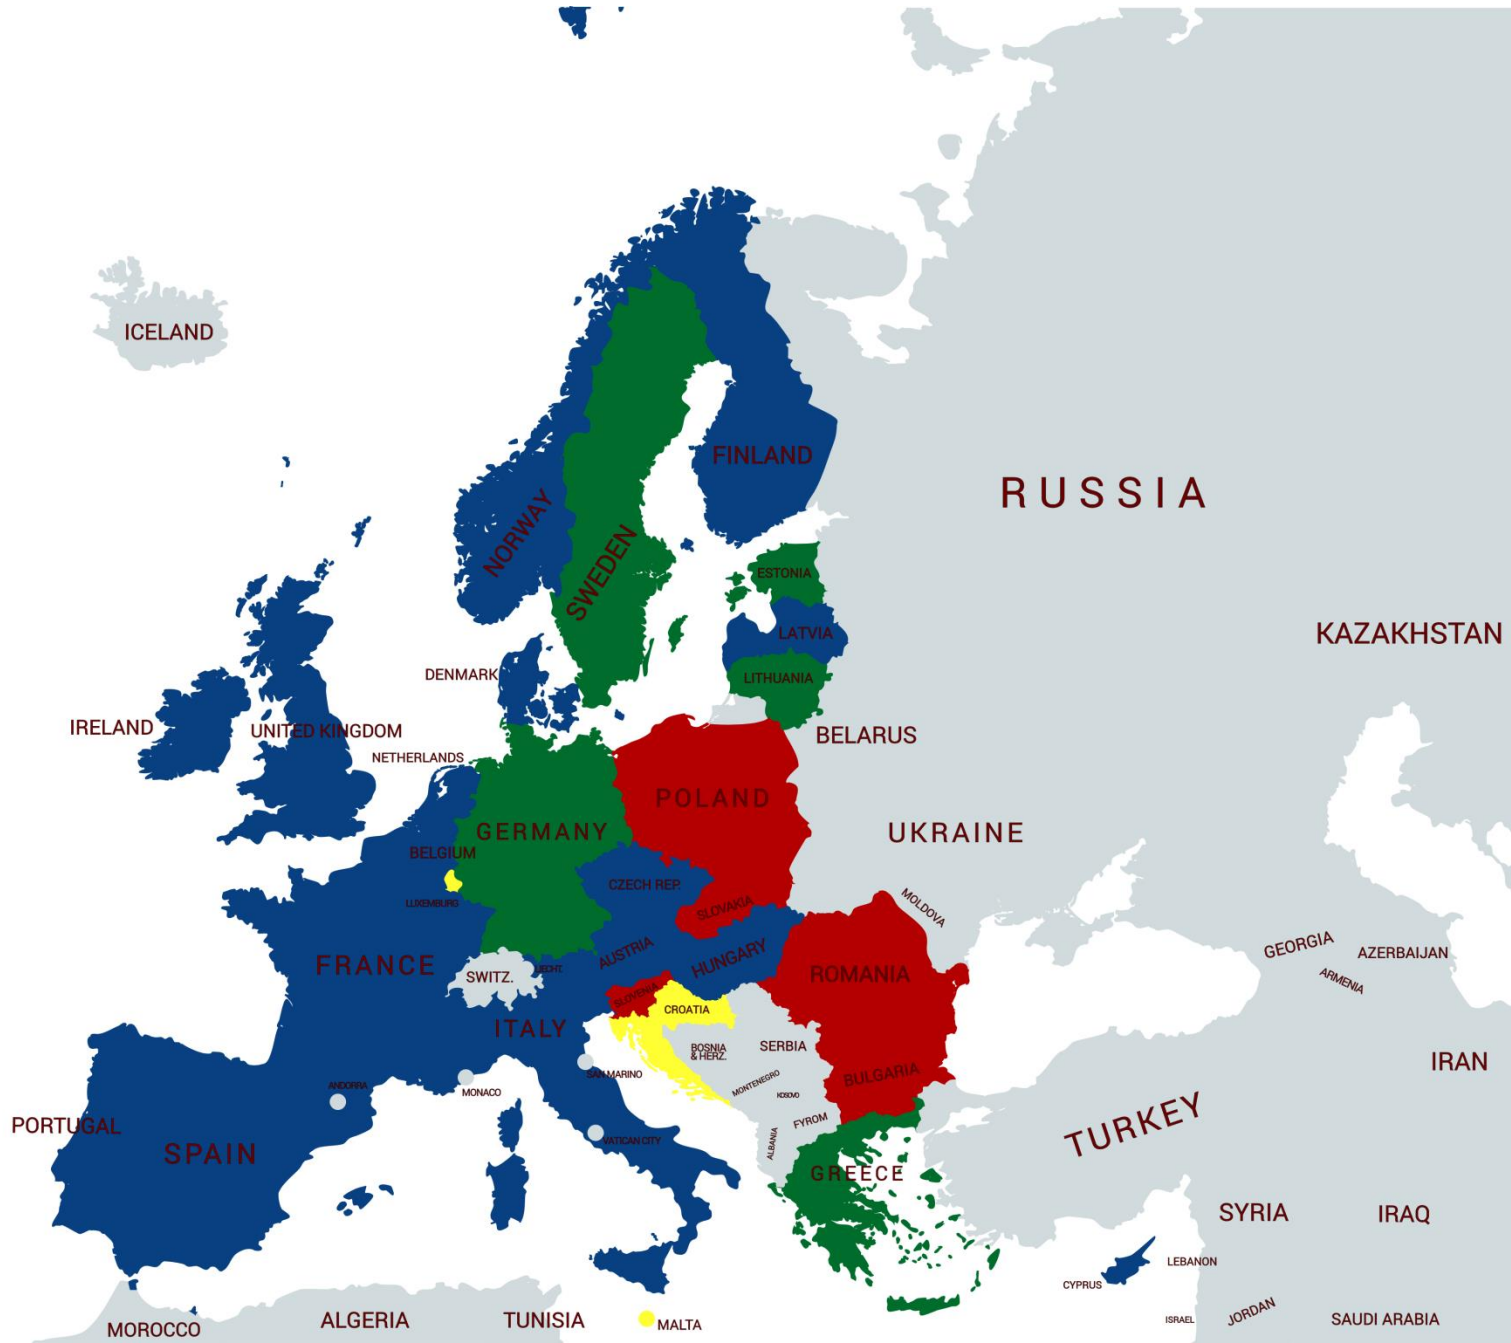 ICELAND
FINLAND
RUSSIA
NORWAY
SWEDEN
ESTONIA
LATVIA
KAZAKHSTAN
DENMARK
LITHUANIA
IRELAND
UNITED KINGDOM
BELARUS
NETHERLANDS
POLAND
GERMANY
UKRAINE
BELGIUM
CZECH REP.
LUXEMBURG
SLOVAKIA
MOLDOVA
FRANCE
AUSTRIA
HUNGARY
GEORGIA
AZERBAIJAN
LIECHT.
SWITZ.
ROMANIA
ARMENIA
SLOVENIA
CROATIA
ITALY
BOSNIA
& HERZ.
SERBIA
IRAN
SAN MARINO
ANDORRA
MONACO
MONTENEGRO
KOSOVO
BULGARIA
PORTUGAL
SPAIN
VATICAN CITY
FYROM
ALBANIA
TURKEY
GREECE
SYRIA
IRAQ
CYPRUS
LEBANON
MOROCCO
ALGERIA
TUNISIA
MALTA
ISRAEL
JORDAN
SAUDI ARABIA